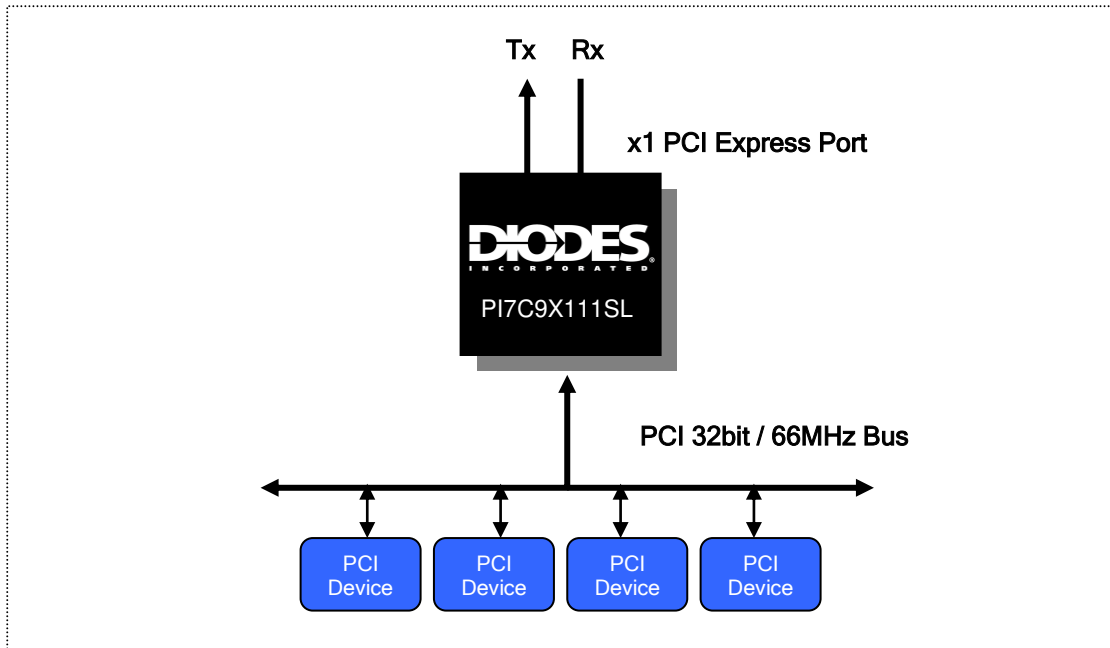 Tx Rx
x1 PCI Express Port
DIODES®
INCORPORATED
PI7C9X111SL
PCI 32bit / 66MHz Bus
PCI Device
PCI Device
PCI Device
PCI Device